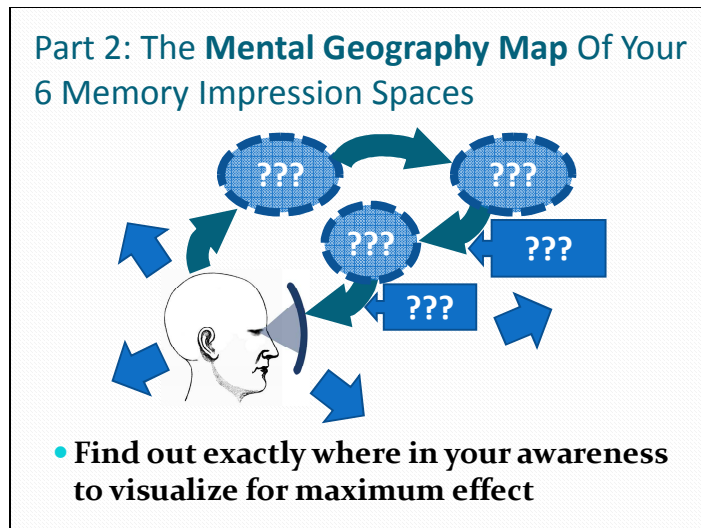 Part 2: The Mental Geography Map Of Your
6 Memory Impression Spaces
???
???
???
???
???
• Find out exactly where in your awareness
to visualize for maximum effect